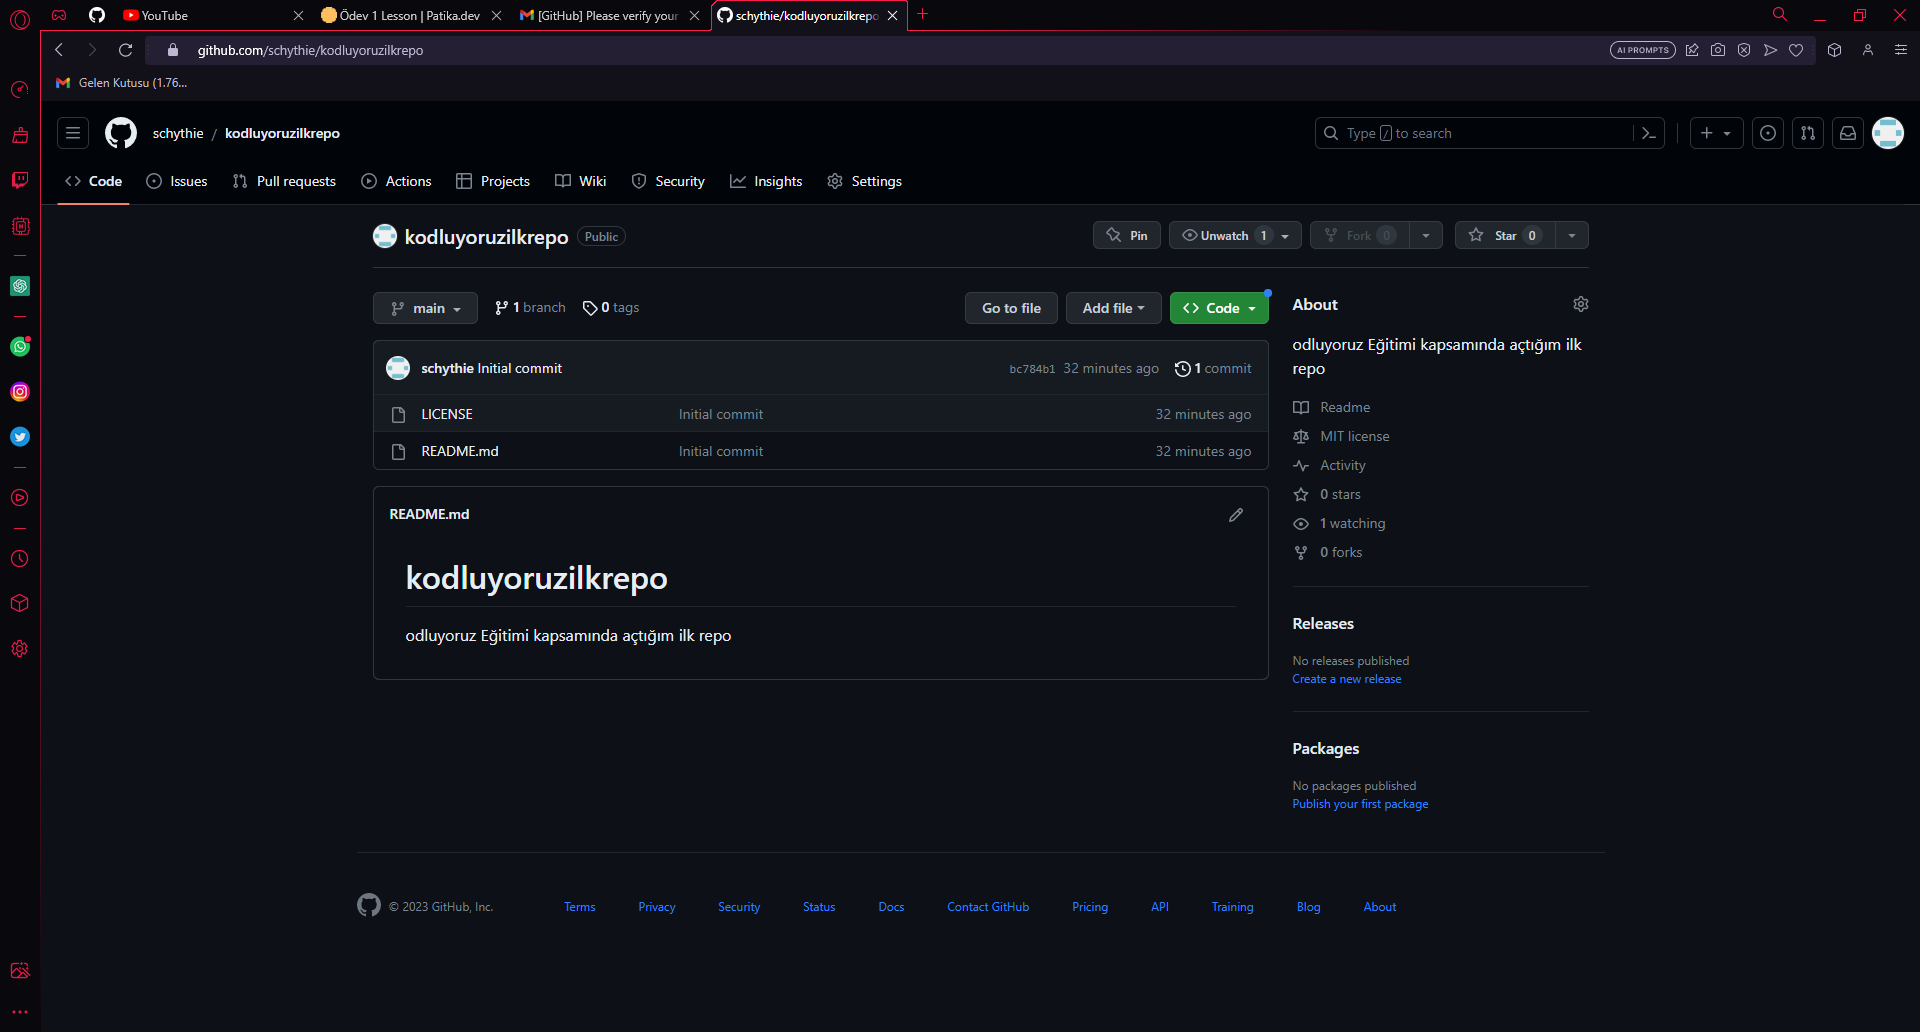 YouTube
Ödev 1 Lesson | Patika.dev
[GitHub] Please verify your
schythie/kodluyoruzilkrepo
github.com/schythie/kodluyoruzilkrepo
AI PROMPTS
Gelen Kutusu (1.76...
schythie / kodluyoruzilkrepo
Type / to search
Code
Issues
Pull requests
Actions
Projects
Wiki
Security
Insights
Settings
kodluyoruzilkrepo
Public
Pin
Unwatch 1
Fork 0
Star 0
main
1 branch
0 tags
Go to file
Add file
Code
schythie Initial commit
bc784b1 32 minutes ago
1 commit
LICENSE Initial commit 32 minutes ago
README.md Initial commit 32 minutes ago
README.md
kodluyoruzilkrepo
odluyoruz Eğitimi kapsamında açtığım ilk repo
About
odluyoruz Eğitimi kapsamında açtığım ilk
repo
Readme
MIT license
Activity
0 stars
1 watching
0 forks
Releases
No releases published
Create a new release
Packages
No packages published
Publish your first package
© 2023 GitHub, Inc.
Terms
Privacy
Security
Status
Docs
Contact GitHub
Pricing
API
Training
Blog
About